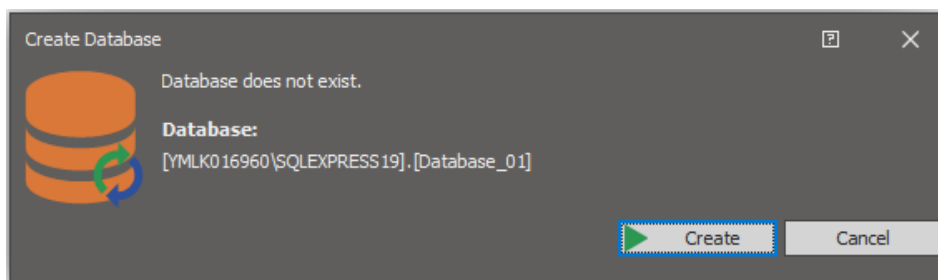 Create Database
Database does not exist.
Database:
[YMLK016960\SQLEXPRESS19].[Database_01]
Create
Cancel